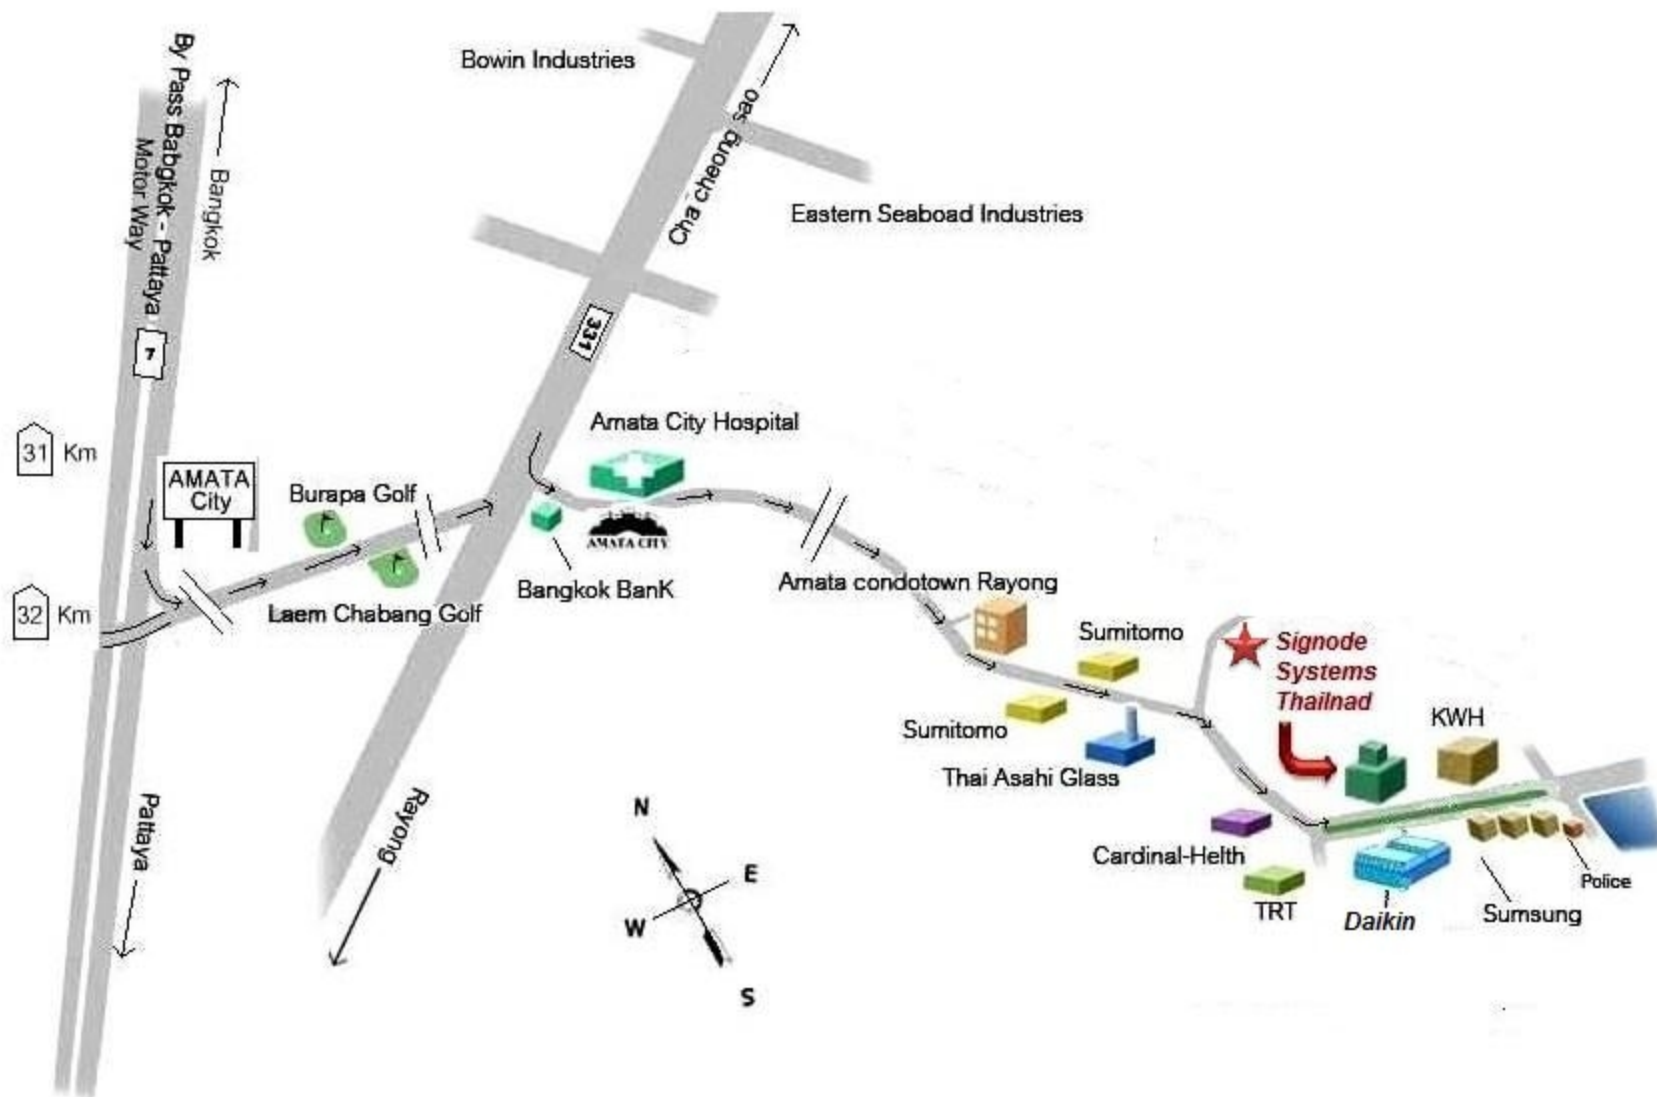 By Pass Babgkok - Pattaya
Motor Way
Bangkok
7
Bowin Industries
Cha cheong sao
Eastern Seaboad Industries
331
31 Km
AMATA
City
Burapa Golf
Amata City Hospital
AMATA CITY
32 Km
Laem Chabang Golf
Bangkok BanK
Amata condotown Rayong
Sumitomo
Signode
Systems
Thailnad
Sumitomo
KWH
Thai Asahi Glass
Pattaya
Rayong
N
E
W
S
Cardinal-Helth
TRT
Daikin
Sumsung
Police